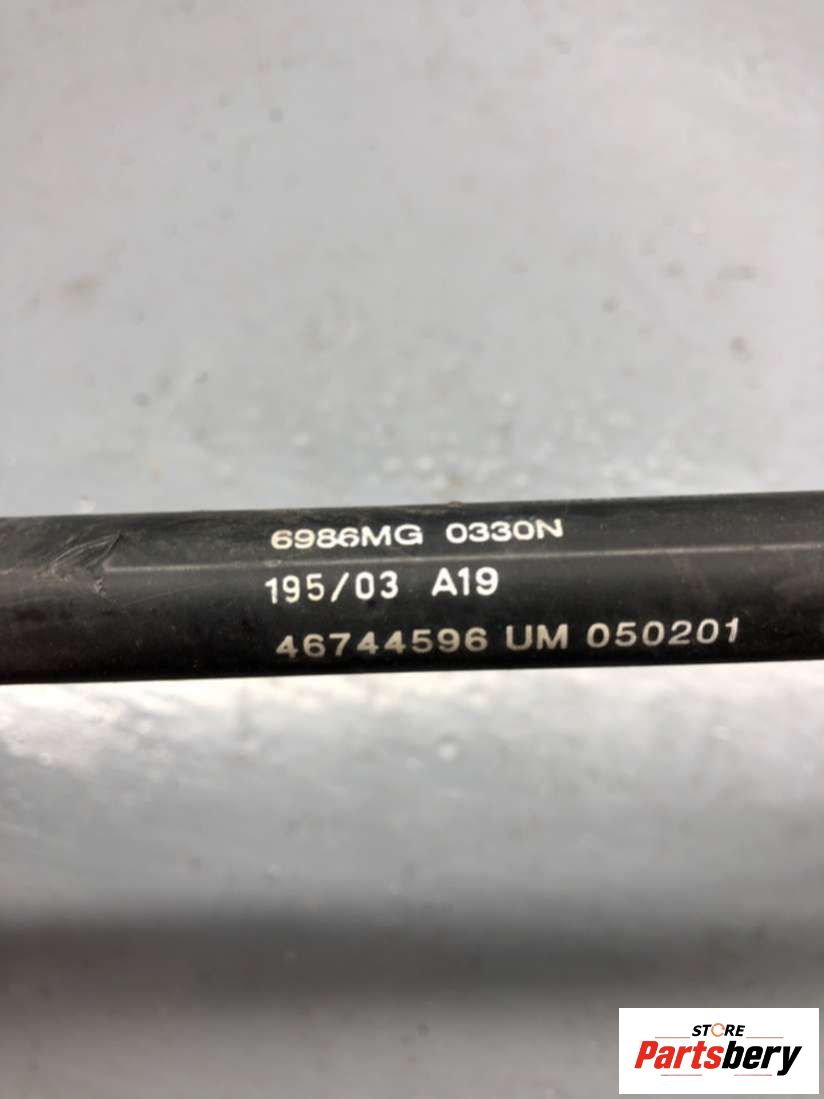 6986MG 0330N
195/03 A19
46744596 UM 050201
STORE
Partsbery